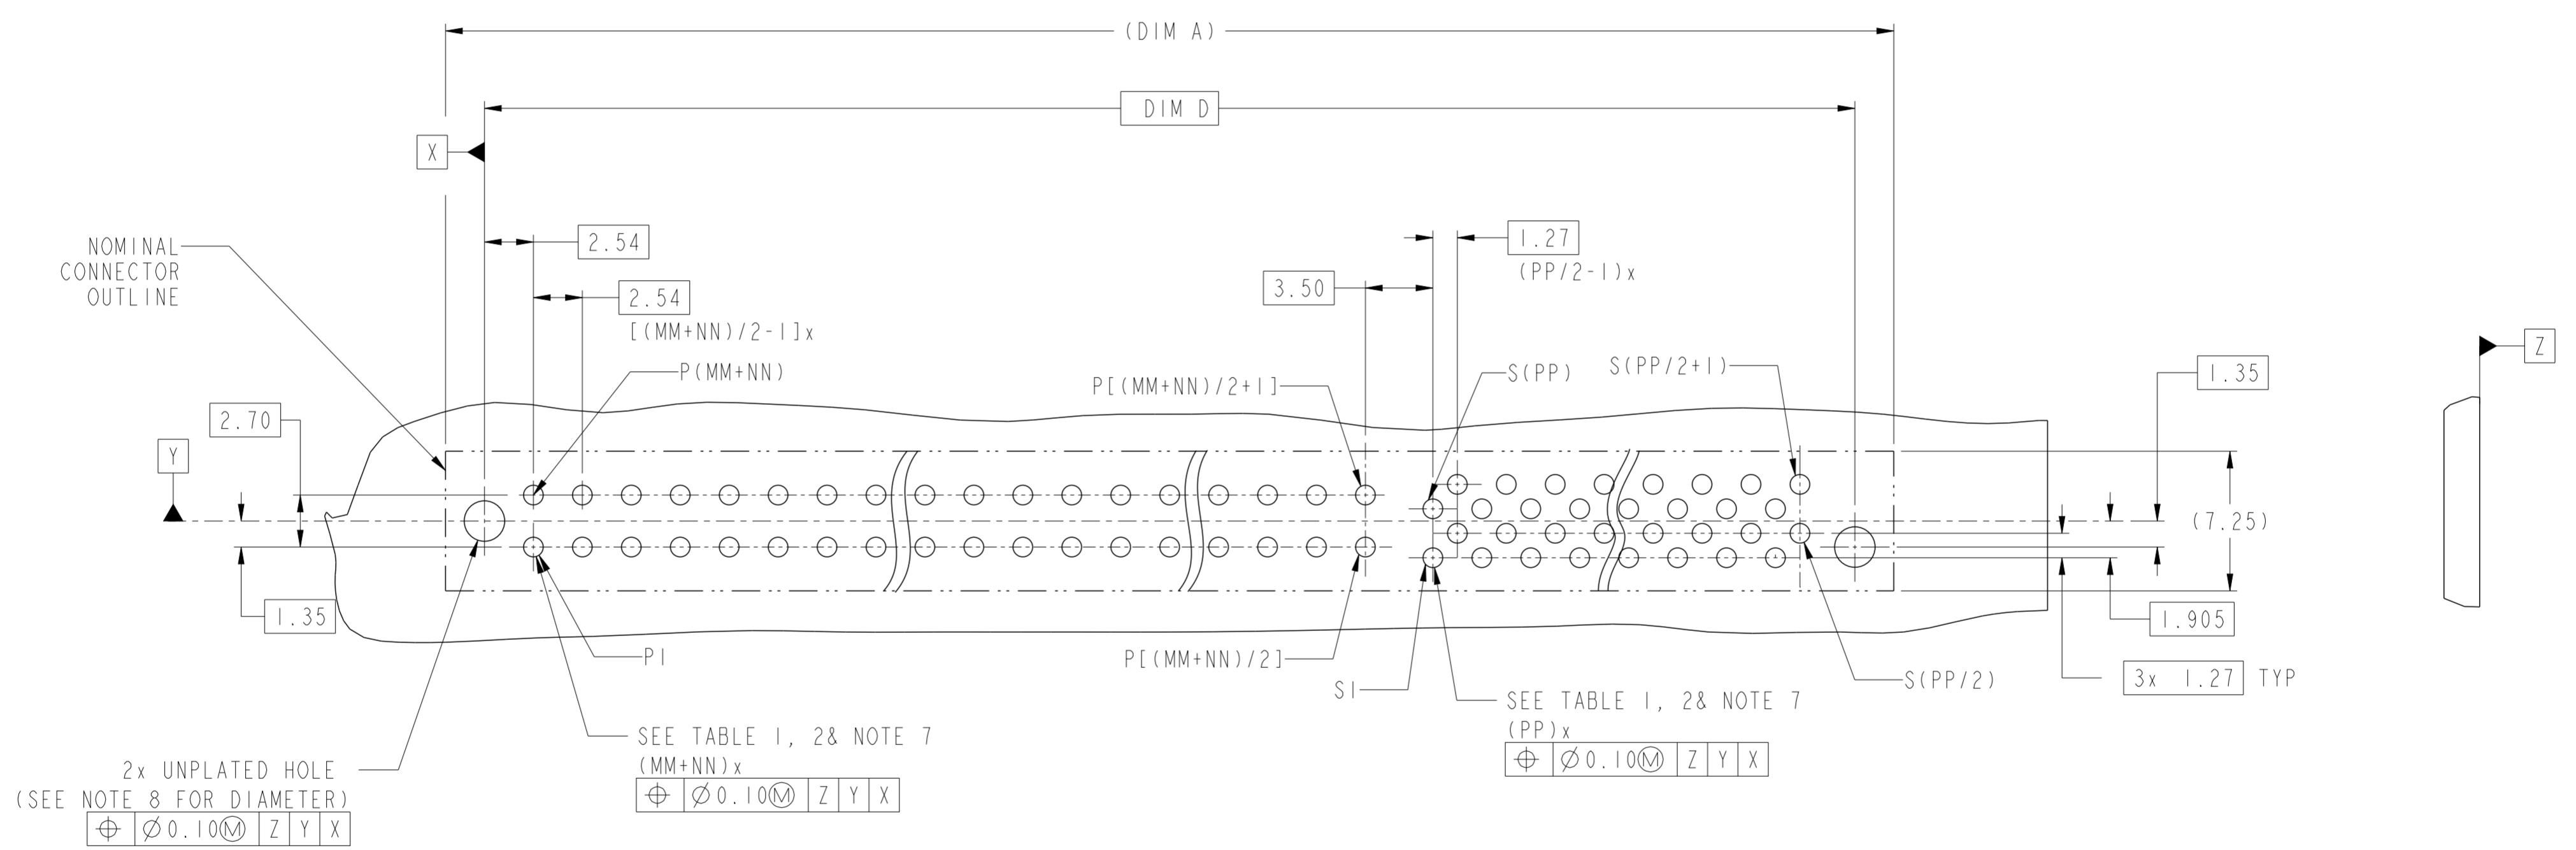 (DIM A)
DIM D
X
2.54
1.27
(PP/2-1)x
NOMINAL
CONNECTOR
OUTLINE
3.50
2.54
[(MM+NN)/2-1]x
Z
P(MM+NN)
P[(MM+NN)/2+1]
S(PP)
S(PP/2+1)
1.35
2.70
Y
(7.25)
1.35
1.905
P1
P[(MM+NN)/2]
S1
S(PP/2)
3x 1.27 TYP
SEE TABLE 1, 2& NOTE 7
(PP)x
⌖ ⌀0.10Ⓜ Z Y X
SEE TABLE 1, 2& NOTE 7
(MM+NN)x
⌖ ⌀0.10Ⓜ Z Y X
2x UNPLATED HOLE
(SEE NOTE 8 FOR DIAMETER)
⌖ ⌀0.10Ⓜ Z Y X